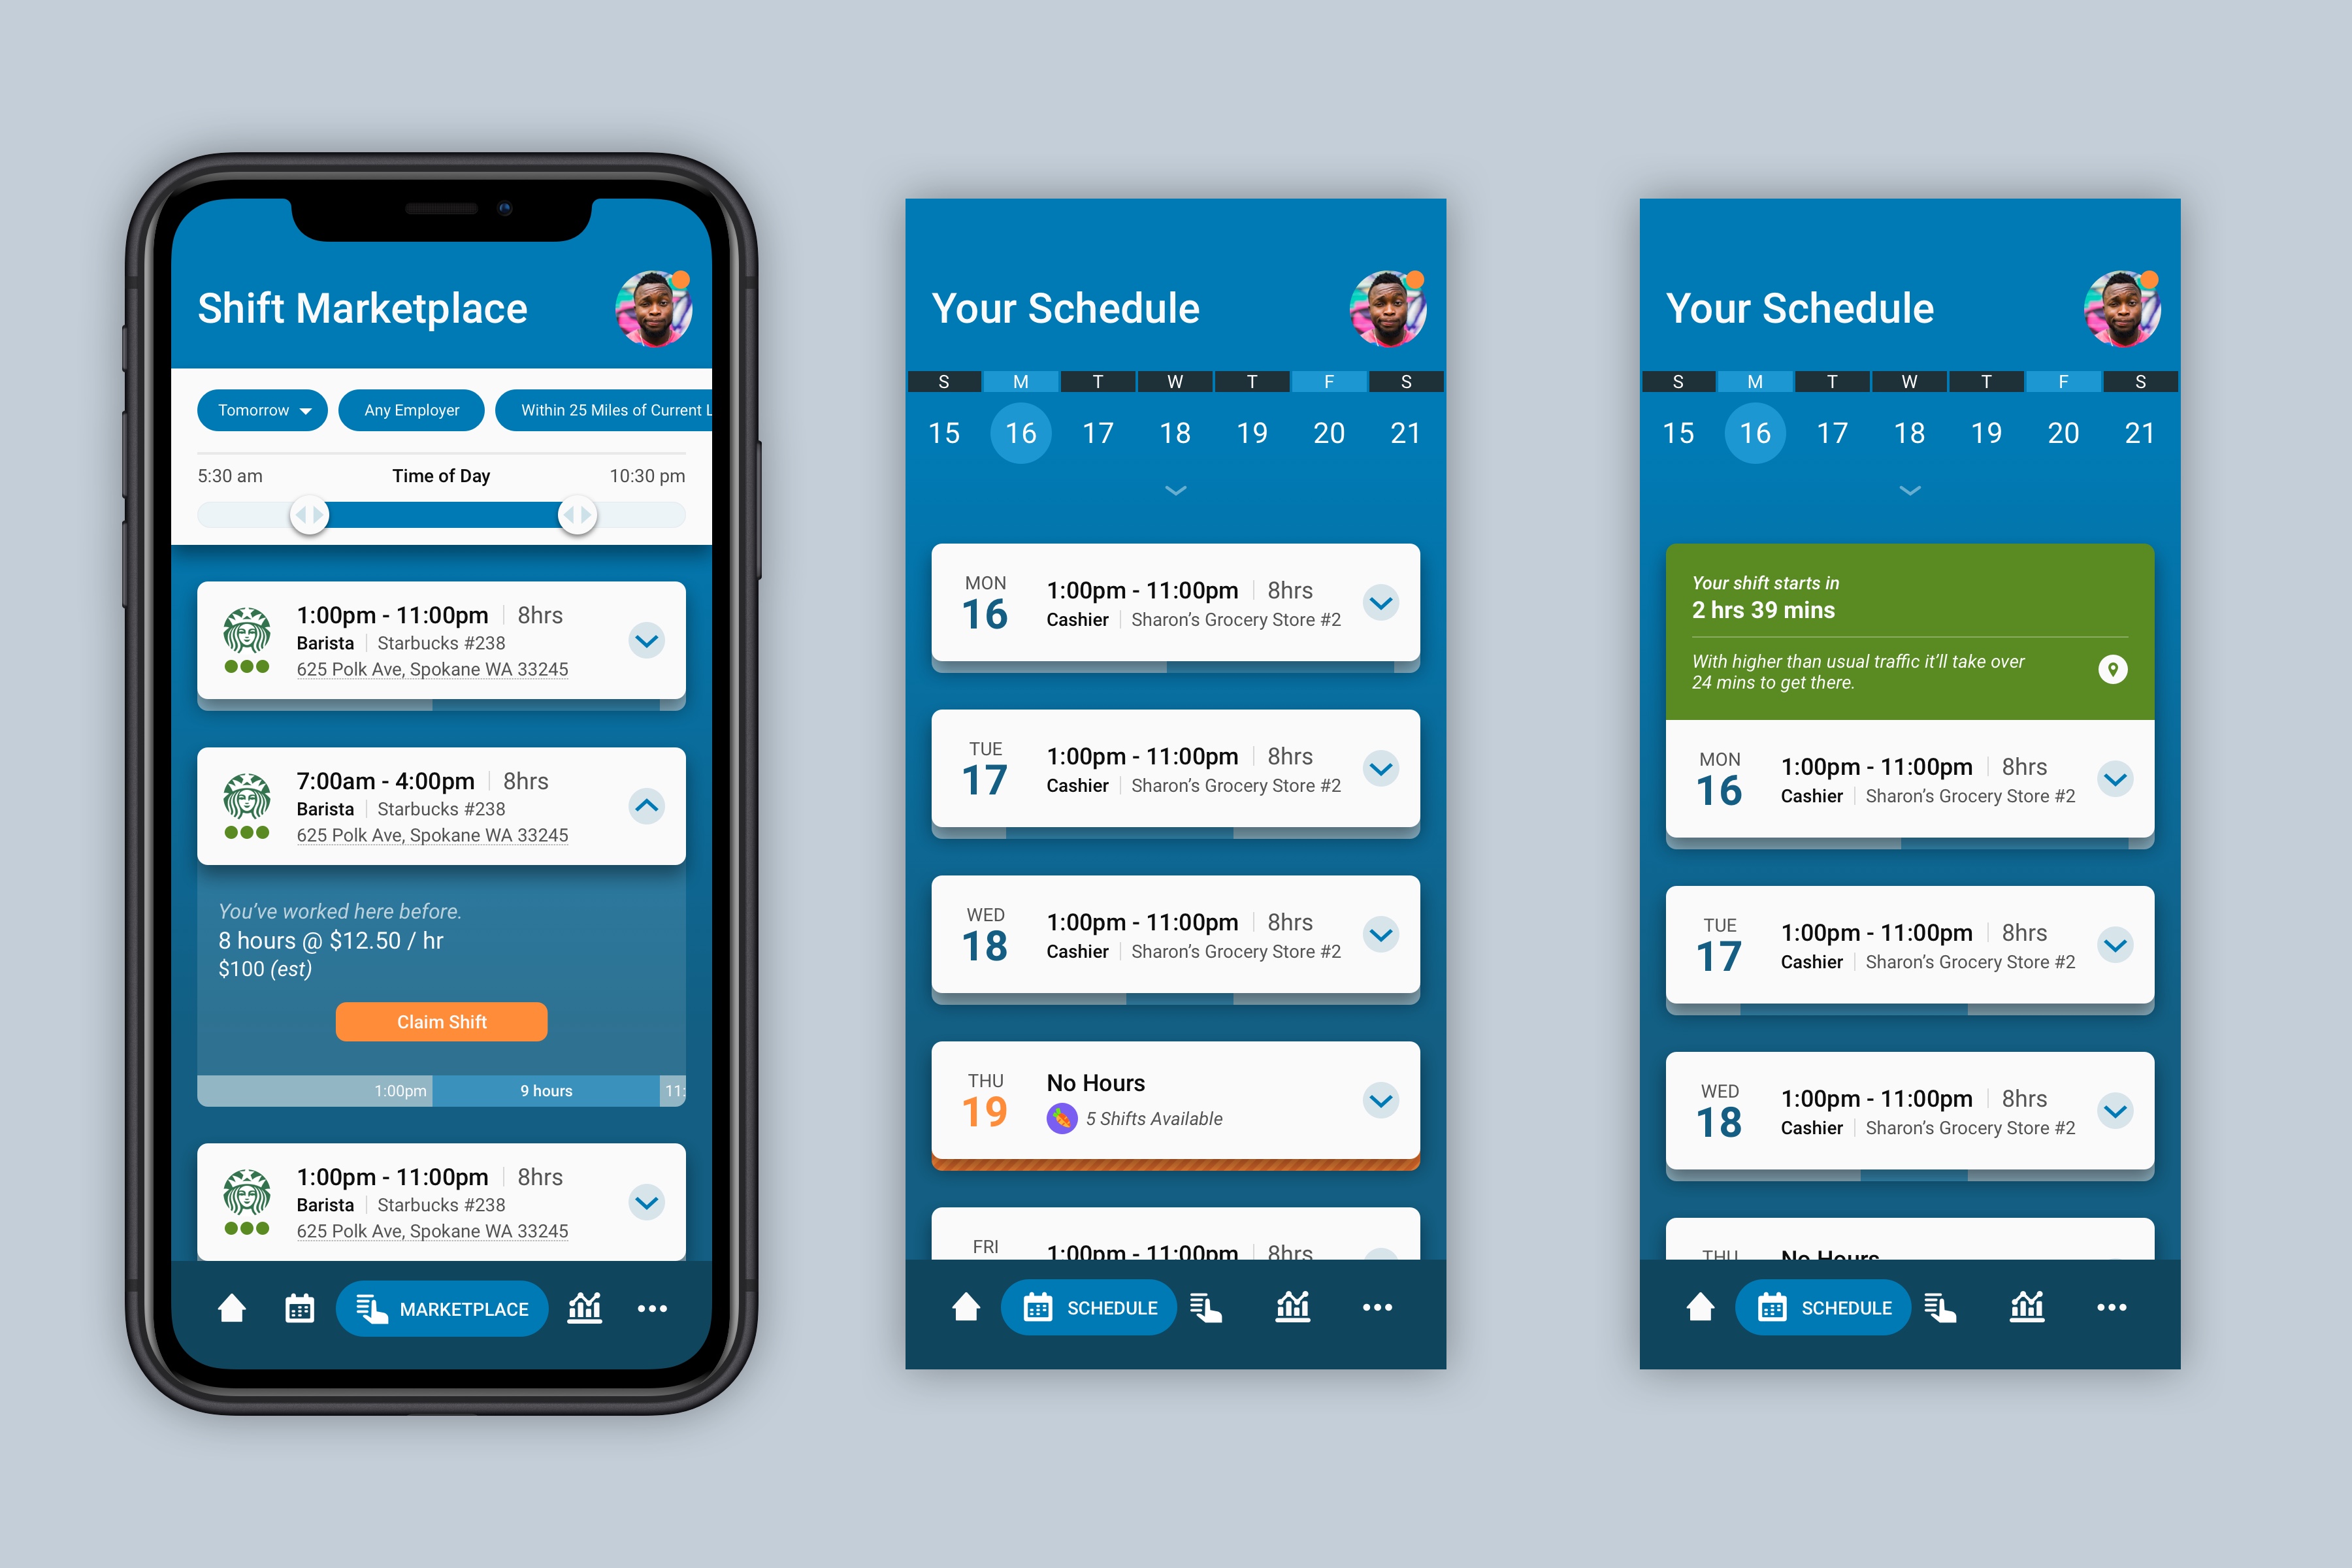 Shift Marketplace
Tomorrow
Any Employer
Within 25 Miles of Current L
5:30 am
Time of Day
10:30 pm
1:00pm - 11:00pm
8hrs
Barista
Starbucks #238
625 Polk Ave, Spokane WA 33245
7:00am - 4:00pm
8hrs
Barista
Starbucks #238
625 Polk Ave, Spokane WA 33245
You've worked here before.
8 hours @ $12.50 / hr
$100 (est)
Claim Shift
1:00pm
9 hours
11:
1:00pm - 11:00pm
8hrs
Barista
Starbucks #238
625 Polk Ave, Spokane WA 33245
MARKETPLACE
Your Schedule
S M T W T F S
15 16 17 18 19 20 21
MON
16
1:00pm - 11:00pm
8hrs
Cashier
Sharon's Grocery Store #2
TUE
17
1:00pm - 11:00pm
8hrs
Cashier
Sharon's Grocery Store #2
WED
18
1:00pm - 11:00pm
8hrs
Cashier
Sharon's Grocery Store #2
THU
19
No Hours
5 Shifts Available
FRI
1:00pm - 11:00pm
8hrs
SCHEDULE
Your Schedule
S M T W T F S
15 16 17 18 19 20 21
Your shift starts in
2 hrs 39 mins
With higher than usual traffic it'll take over
24 mins to get there.
MON
16
1:00pm - 11:00pm
8hrs
Cashier
Sharon's Grocery Store #2
TUE
17
1:00pm - 11:00pm
8hrs
Cashier
Sharon's Grocery Store #2
WED
18
1:00pm - 11:00pm
8hrs
Cashier
Sharon's Grocery Store #2
THU
No Hours
SCHEDULE